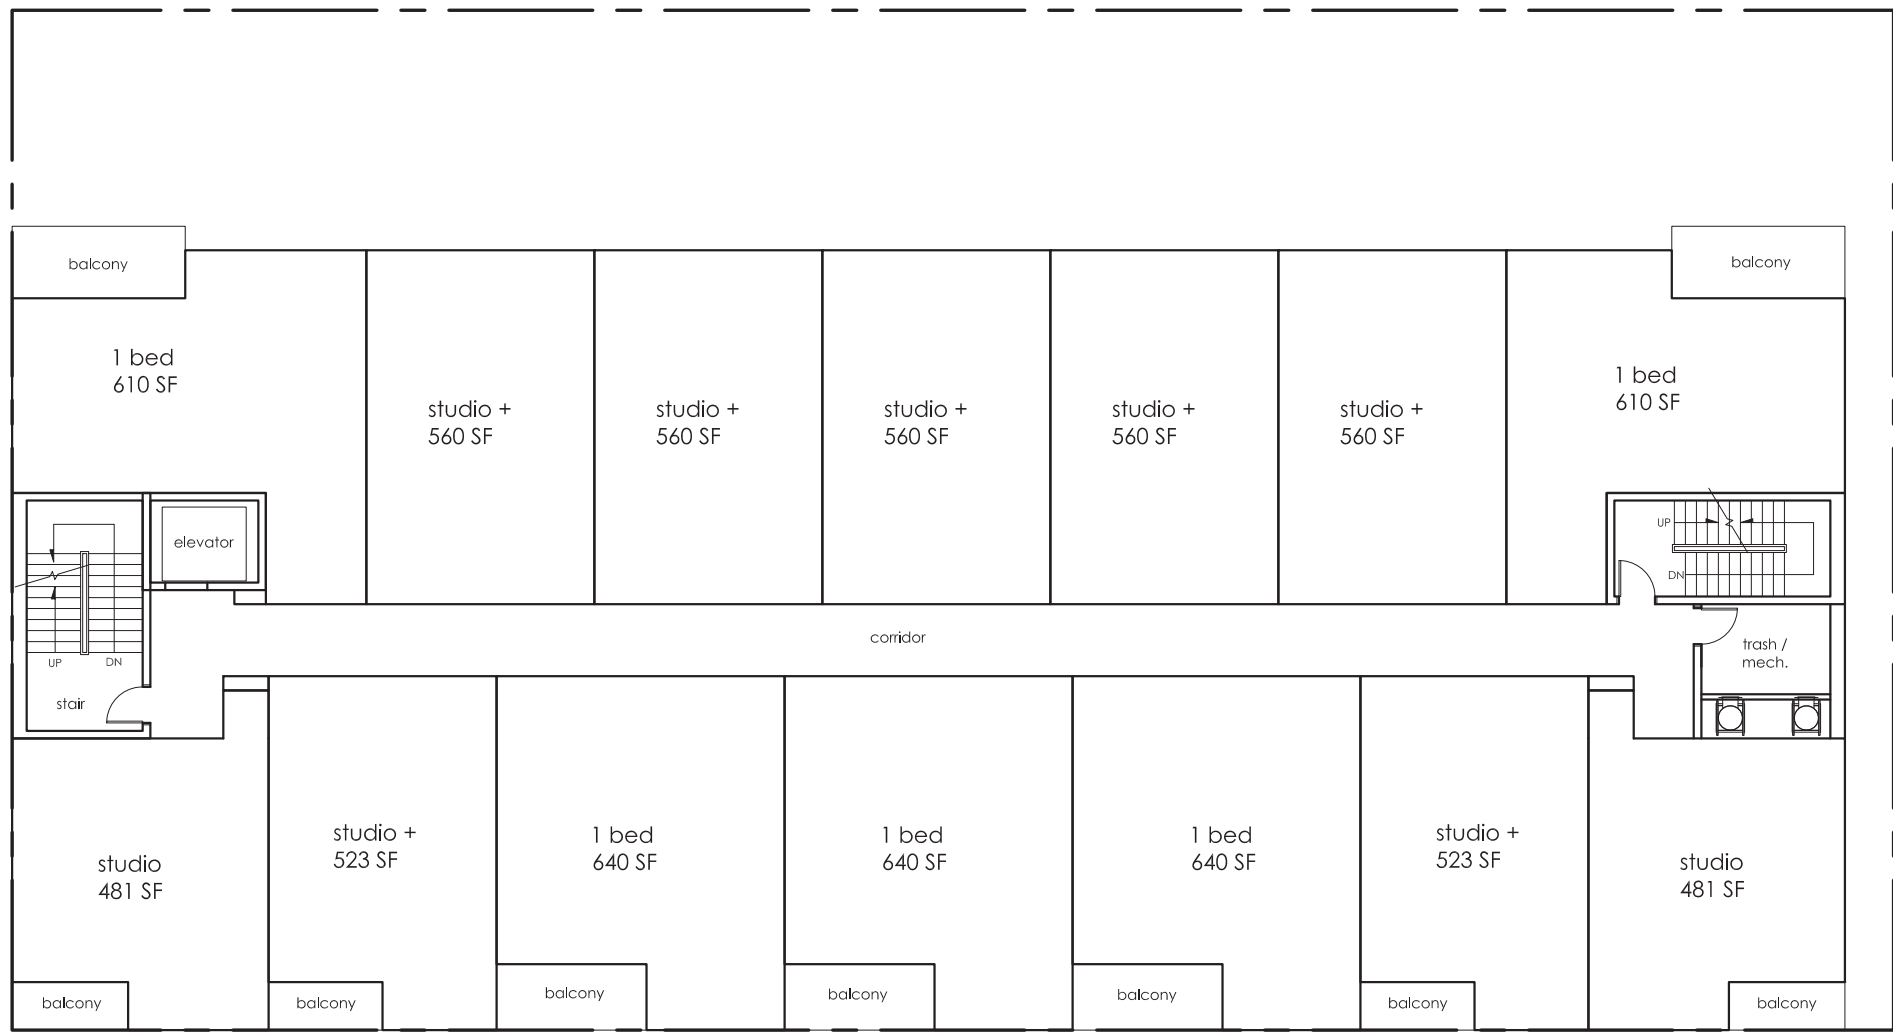 balcony
balcony
1 bed
610 SF
1 bed
610 SF
studio +
560 SF
studio +
560 SF
studio +
560 SF
studio +
560 SF
studio +
560 SF
elevator
UP
DN
UP
DN
stair
corridor
trash /
mech.
studio
481 SF
studio +
523 SF
1 bed
640 SF
1 bed
640 SF
1 bed
640 SF
studio +
523 SF
studio
481 SF
balcony
balcony
balcony
balcony
balcony
balcony
balcony